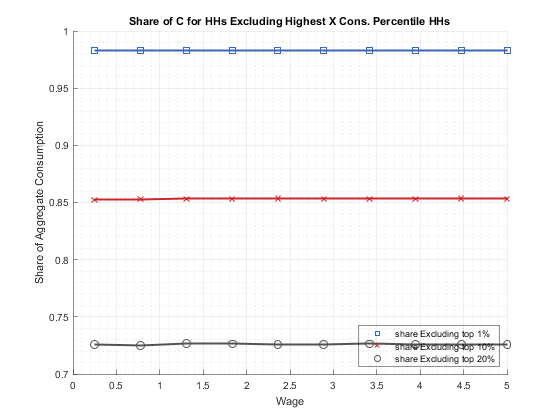 Share of C for HHs Excluding Highest X Cons. Percentile HHs
1
0.95
0.9
0.85
0.8
0.75
0.7
Share of Aggregate Consumption
share Excluding top 1%
share Excluding top 10%
share Excluding top 20%
0 0.5 1 1.5 2 2.5 3 3.5 4 4.5 5
Wage